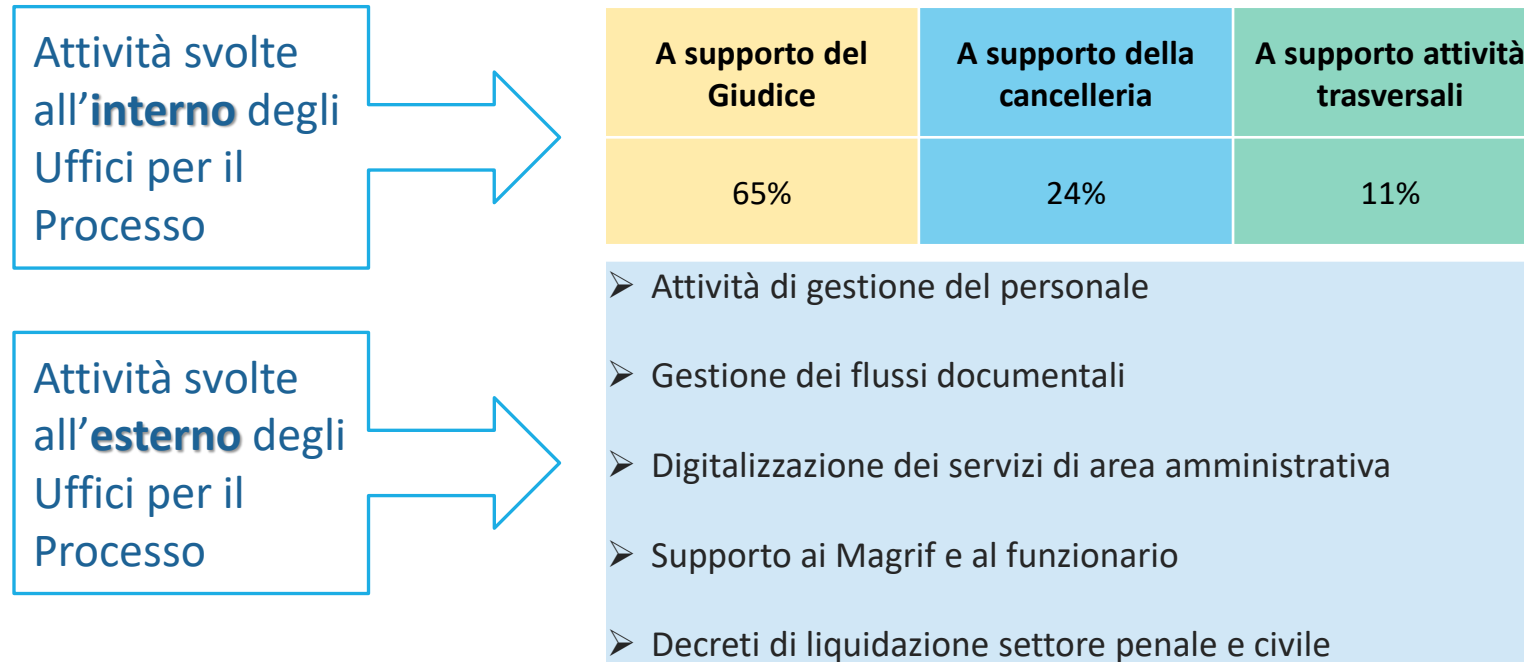 Attività svolte
all'interno degli
Uffici per il
Processo
A supporto del
Giudice
A supporto della
cancelleria
A supporto attività
trasversali
65%
24%
11%
Attività svolte
all'esterno degli
Uffici per il
Processo
➢ Attività di gestione del personale
➢ Gestione dei flussi documentali
➢ Digitalizzazione dei servizi di area amministrativa
➢ Supporto ai Magrif e al funzionario
➢ Decreti di liquidazione settore penale e civile